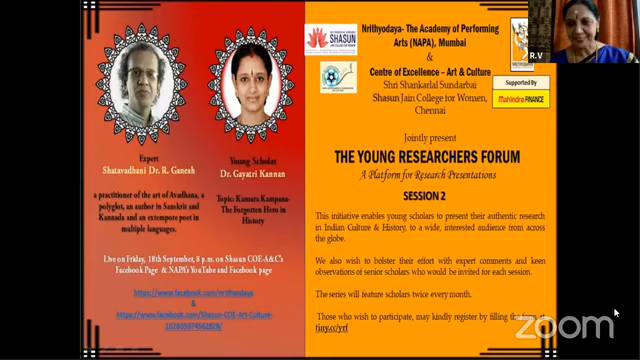 Expert
Shatavadhani Dr. R. Ganesh
a practitioner of the art of Avadhana, a
polyglot, an author in Sanskrit and
Kannada and an extempore poet in
multiple languages.
Young Scholar
Dr. Gayatri Kannan
Topic: Kumara Kampana-
The Forgotten Hero in
History
Live on Friday, 18th September, 8 p.m. on Shasun COE-A&C's
Facebook Page & NAPA's YouTube and Facebook page
https://www.facebook.com/nrithyodaya
&
https://www.facebook.com/Shasun-COE-Art-Culture-
SHASUN
Nrithyodaya- The Academy of Performing
Arts (NAPA), Mumbai
&
Centre of Excellence – Art & Culture
Shri Shankarlal Sundarbai
Shasun Jain College for Women,
Chennai
Supported By
Mahindra FINANCE
R.V
Jointly present
THE YOUNG RESEARCHERS FORUM
A Platform for Research Presentations
SESSION 2
This initiative enables young scholars to present their authentic research
in Indian Culture & History, to a wide, interested audience from across
the globe.
We also wish to bolster their effort with expert comments and keen
observations of senior scholars who would be invited for each session.
The series will feature scholars twice every month.
Those who wish to participate, may kindly register by filling the form at
tiny.cc/yrf
zoom